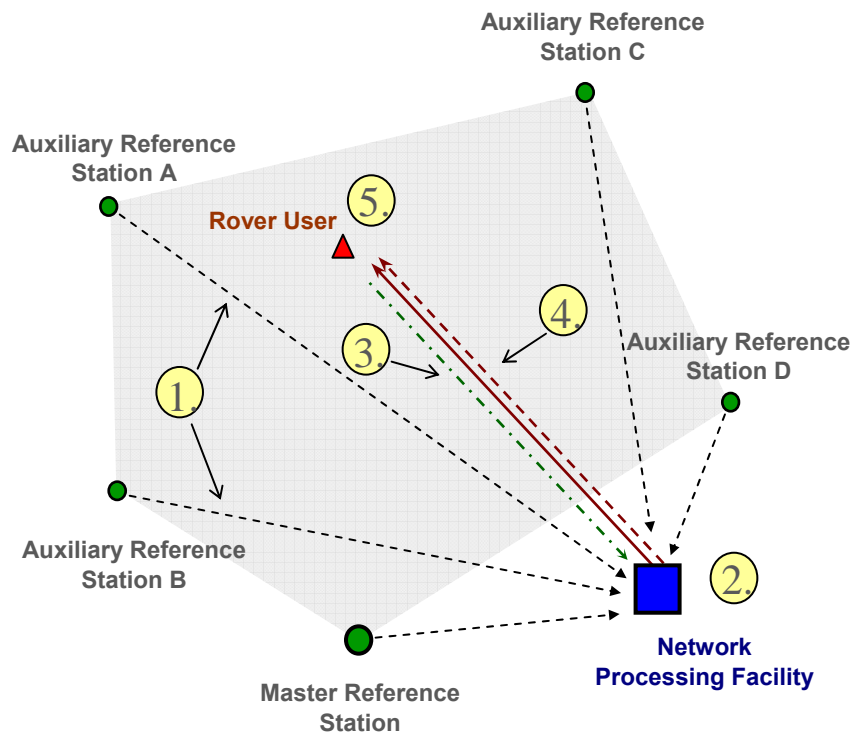 Auxiliary Reference
Station C
Auxiliary Reference
Station A
5.
Rover User
4.
3.
Auxiliary Reference
Station D
1.
Auxiliary Reference
Station B
2.
Network
Processing Facility
Master Reference
Station